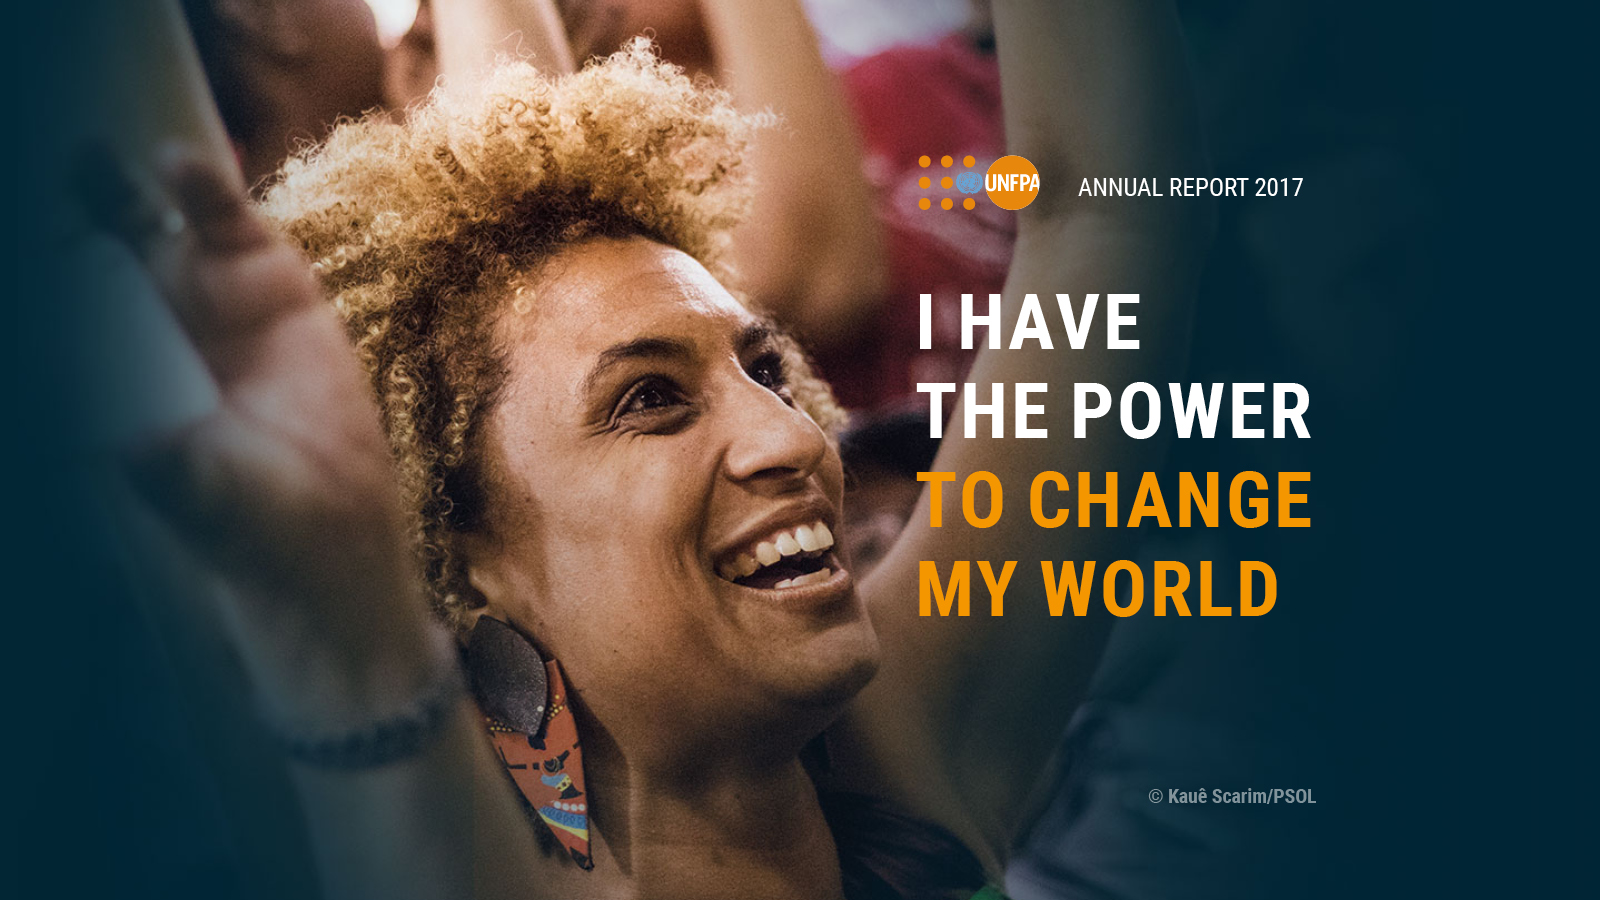 UNFPA
ANNUAL REPORT 2017
I HAVE
THE POWER
TO CHANGE
MY WORLD
© Kauê Scarim/PSOL